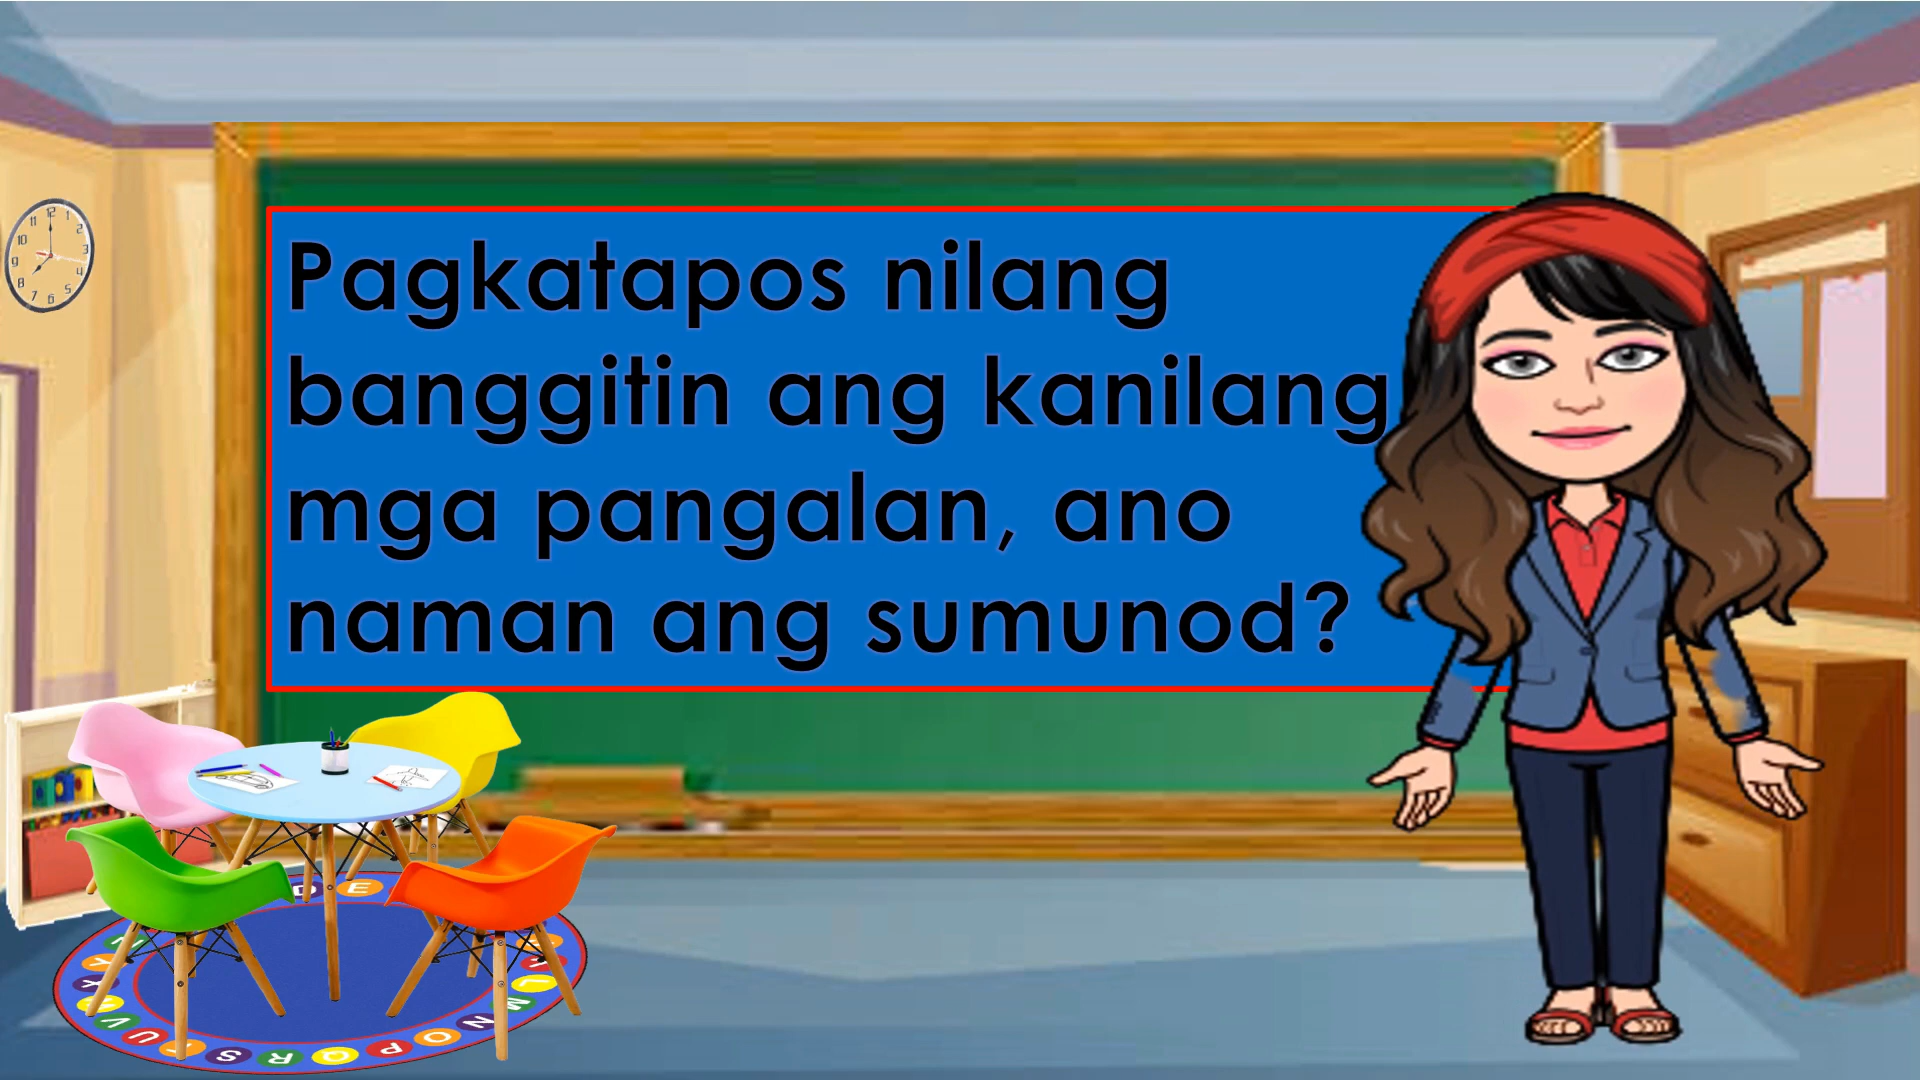 Pagkatapos nilang
banggitin ang kanilang
mga pangalan, ano
naman ang sumunod?